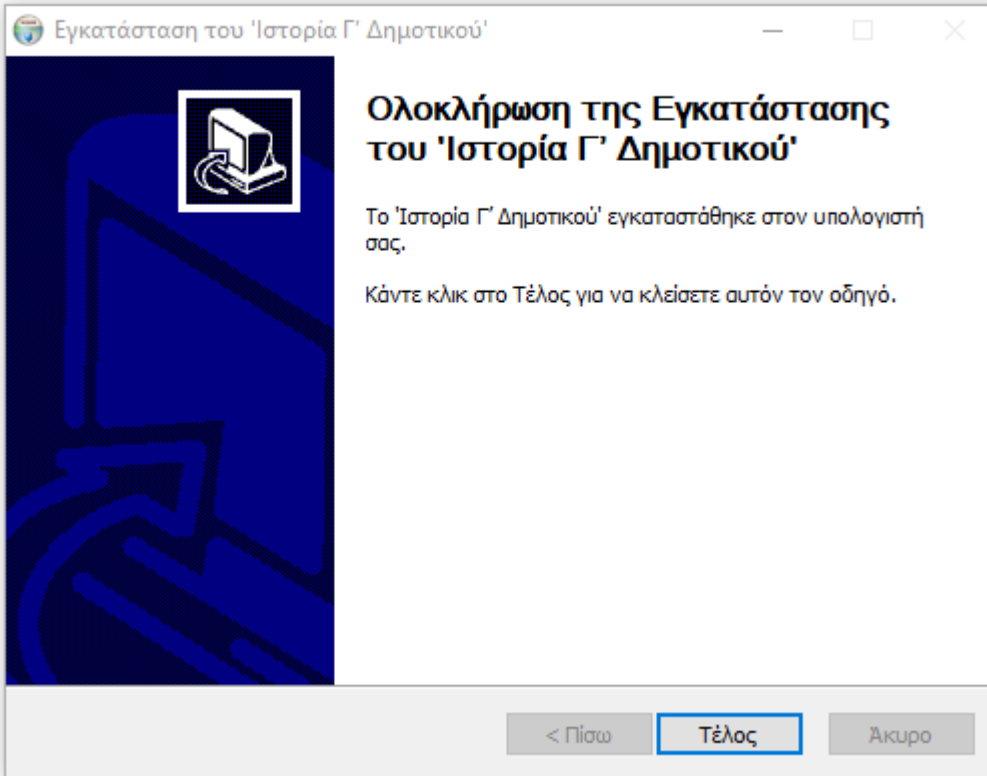 Εγκατάσταση του 'Ιστορία Γ’ Δημοτικού'
Ολοκλήρωση της Εγκατάστασης
του 'Ιστορία Γ’ Δημοτικού'
Το 'Ιστορία Γ’ Δημοτικού' εγκαταστάθηκε στον υπολογιστή
σας.
Κάντε κλικ στο Τέλος για να κλείσετε αυτόν τον οδηγό.
< Πίσω
Τέλος
Άκυρο